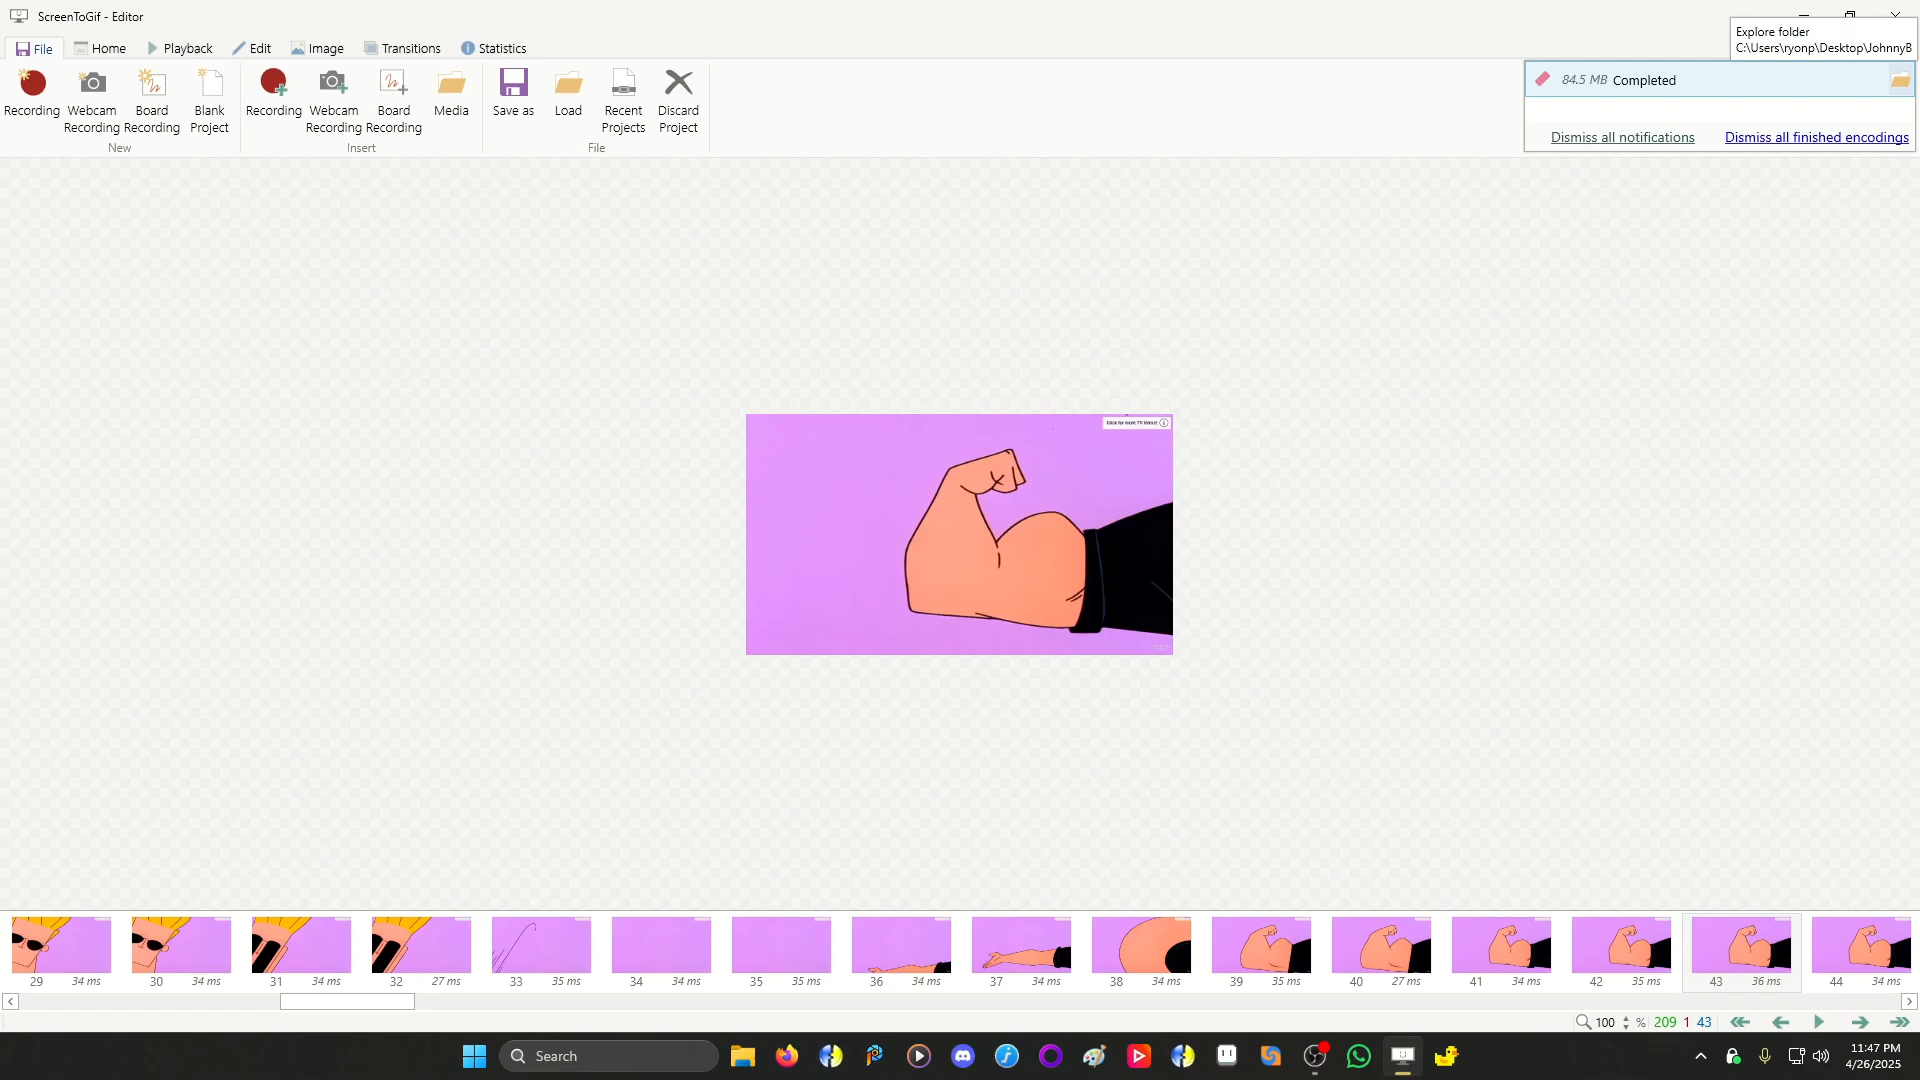 ScreenToGif - Editor
Explore folder
C:\Users\ryonp\Desktop\JohnnyB
File
Home
Playback
Edit
Image
Transitions
Statistics
84.5 MB Completed
Recording
Webcam Recording
Board Recording
Blank Project
New
Recording
Webcam Recording
Board Recording
Media
Insert
Save as
Load
Recent Projects
Discard Project
File
Dismiss all notifications
Dismiss all finished encodings
Click for more TV Intros!
29 34 ms
30 34 ms
31 34 ms
32 27 ms
33 35 ms
34 34 ms
35 35 ms
36 34 ms
37 34 ms
38 34 ms
39 35 ms
40 27 ms
41 34 ms
42 35 ms
43 36 ms
44 34 ms
100 % 209 1 43
Search
11:47 PM
4/26/2025